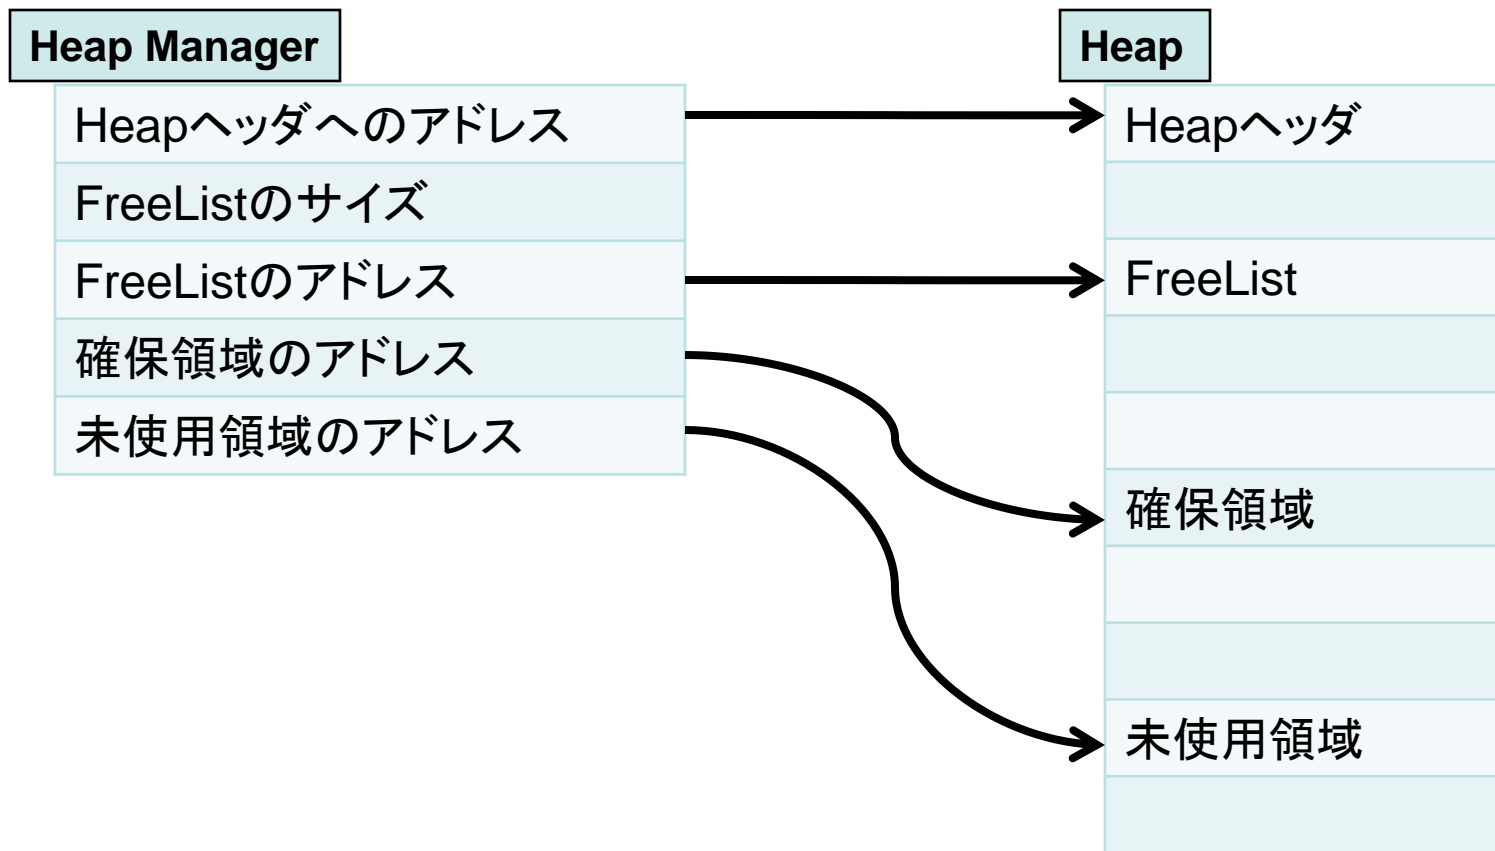 Heap Manager
Heapヘッダへのアドレス
FreeListのサイズ
FreeListのアドレス
確保領域のアドレス
未使用領域のアドレス
Heap
Heapヘッダ
FreeList
確保領域
未使用領域